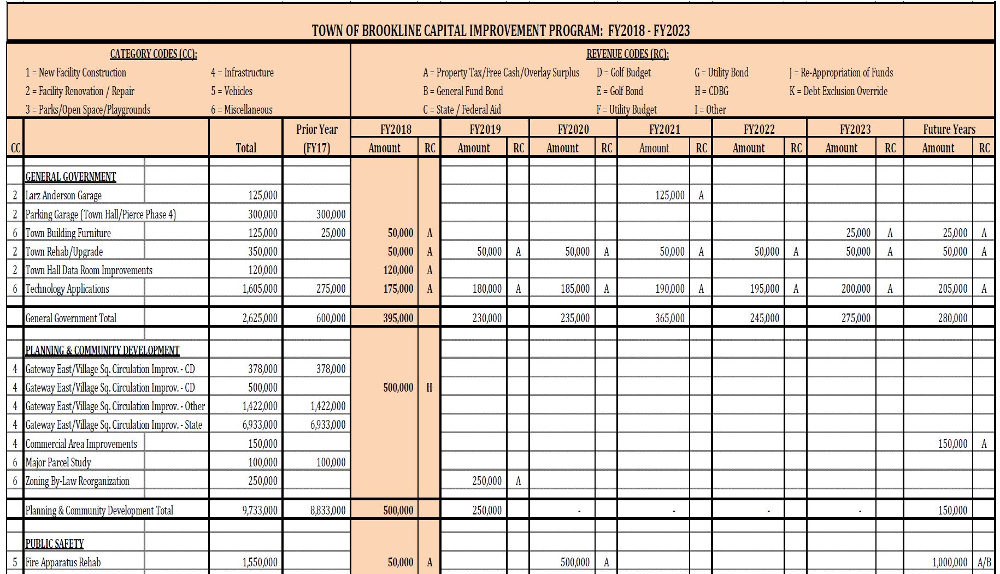 TOWN OF BROOKLINE CAPITAL IMPROVEMENT PROGRAM: FY2018 - FY2023
CATEGORY CODES (CC): REVENUE CODES (RC):
1 = New Facility Construction 4 = Infrastructure A = Property Tax/Free Cash/Overlay Surplus D = Golf Budget G = Utility Bond J = Re-Appropriation of Funds
2 = Facility Renovation / Repair 5 = Vehicles B = General Fund Bond E = Golf Bond H = CDBG K = Debt Exclusion Override
3 = Parks/Open Space/Playgrounds 6 = Miscellaneous C = State / Federal Aid F = Utility Budget I = Other
Prior Year FY2018 FY2019 FY2020 FY2021 FY2022 FY2023 Future Years
CC Total (FY17) Amount RC Amount RC Amount RC Amount RC Amount RC Amount RC Amount RC
GENERAL GOVERNMENT
2 Larz Anderson Garage 125,000 125,000 A
2 Parking Garage (Town Hall/Pierce Phase 4) 300,000 300,000
6 Town Building Furniture 125,000 25,000 50,000 A 25,000 A 25,000 A
2 Town Rehab/Upgrade 350,000 50,000 A 50,000 A 50,000 A 50,000 A 50,000 A 50,000 A 50,000 A
2 Town Hall Data Room Improvements 120,000 120,000 A
6 Technology Applications 1,605,000 275,000 175,000 A 180,000 A 185,000 A 190,000 A 195,000 A 200,000 A 205,000 A
General Government Total 2,625,000 600,000 395,000 230,000 235,000 365,000 245,000 275,000 280,000
PLANNING & COMMUNITY DEVELOPMENT
4 Gateway East/Village Sq. Circulation Improv. - CD 378,000 378,000
4 Gateway East/Village Sq. Circulation Improv. - CD 500,000 500,000 H
4 Gateway East/Village Sq. Circulation Improv. - Other 1,422,000 1,422,000
4 Gateway East/Village Sq. Circulation Improv. - State 6,933,000 6,933,000
4 Commercial Area Improvements 150,000 150,000 A
6 Major Parcel Study 100,000 100,000
6 Zoning By-Law Reorganization 250,000 250,000 A
Planning & Community Development Total 9,733,000 8,833,000 500,000 250,000 - - - - 150,000
PUBLIC SAFETY
5 Fire Apparatus Rehab 1,550,000 50,000 A 500,000 A 1,000,000 A/B